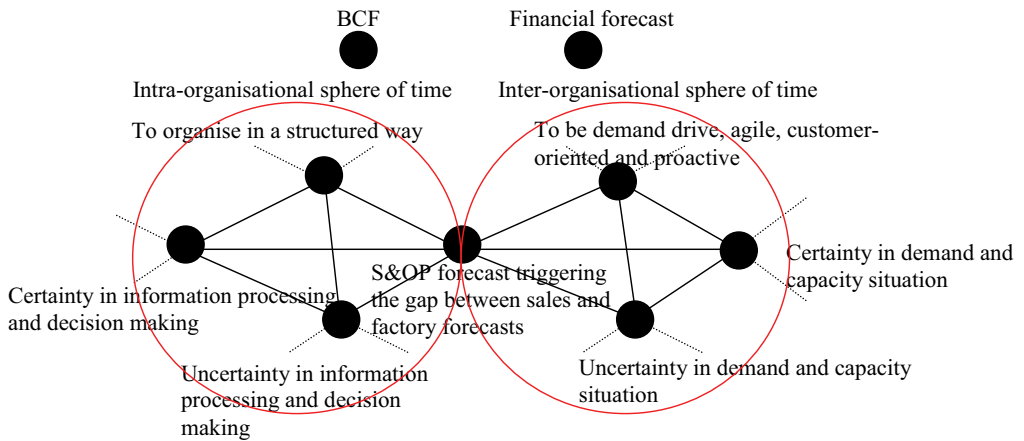 BCF
Financial forecast
Intra-organisational sphere of time
Inter-organisational sphere of time
To organise in a structured way
To be demand drive, agile, customer-
oriented and proactive
S&OP forecast triggering
the gap between sales and
factory forecasts
Certainty in demand and
capacity situation
Certainty in information processing
and decision making
Uncertainty in information
processing and decision
making
Uncertainty in demand and capacity
situation